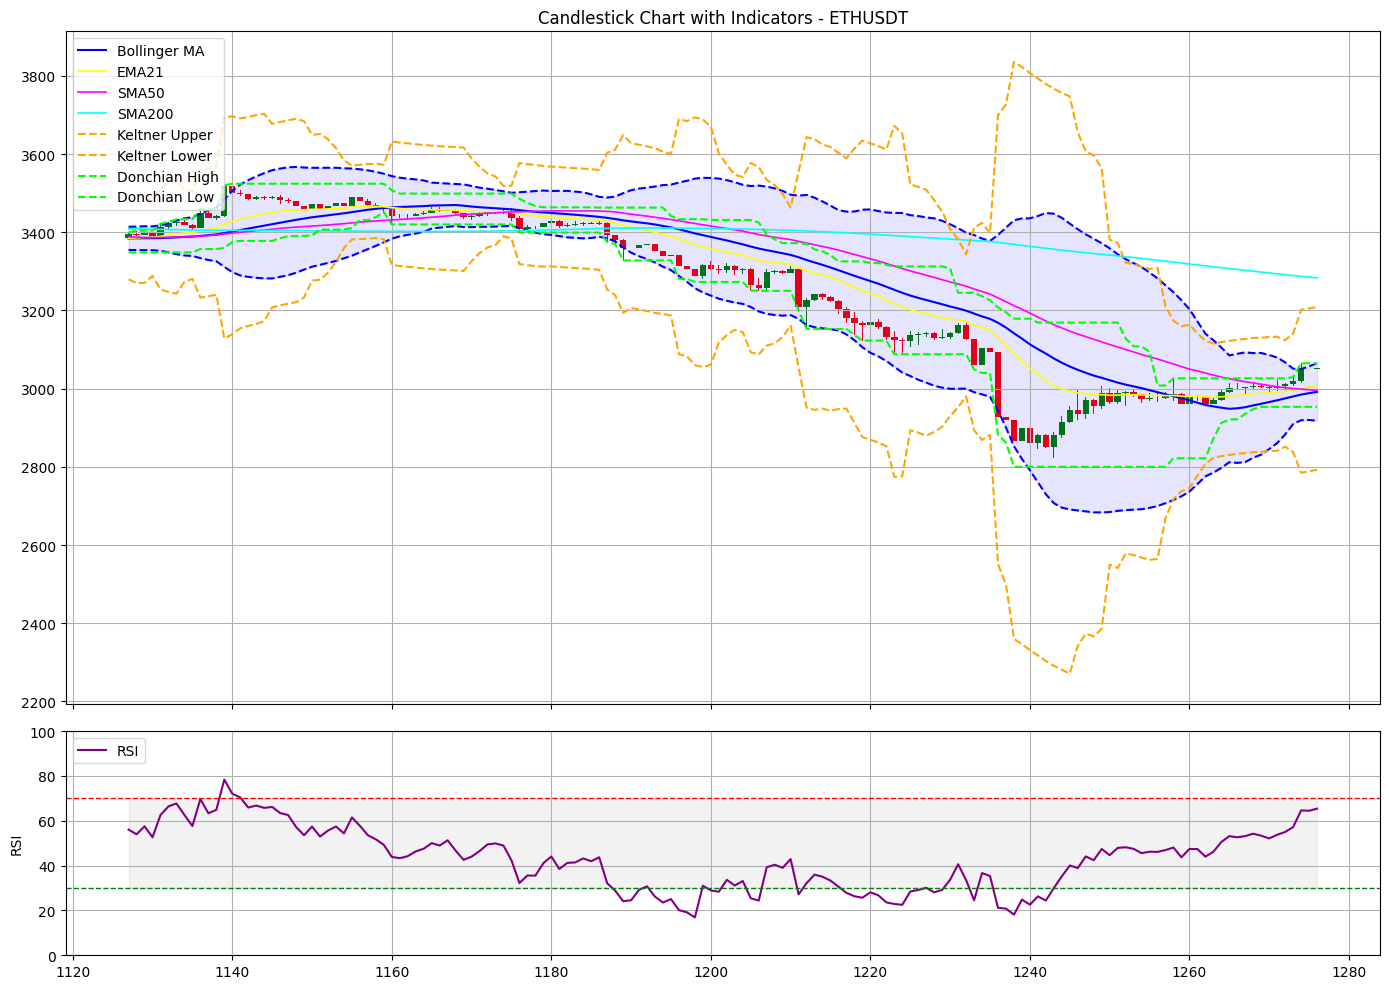 Candlestick Chart with Indicators - ETHUSDT
Bollinger MA
EMA21
SMA50
SMA200
Keltner Upper
Keltner Lower
Donchian High
Donchian Low
3800
3600
3400
3200
3000
2800
2600
2400
2200
RSI
RSI
100
80
60
40
20
0
1120 1140 1160 1180 1200 1220 1240 1260 1280